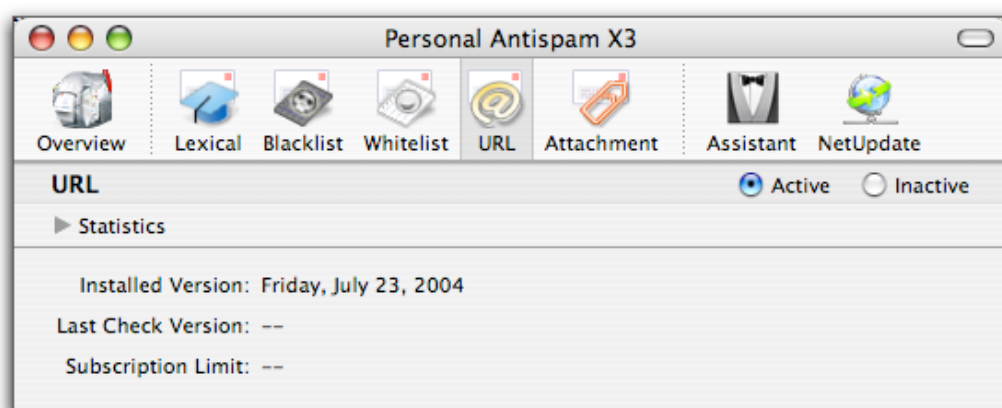 Personal Antispam X3
Overview Lexical Blacklist Whitelist URL Attachment Assistant NetUpdate
URL Active Inactive
Statistics
Installed Version: Friday, July 23, 2004
Last Check Version: --
Subscription Limit: --